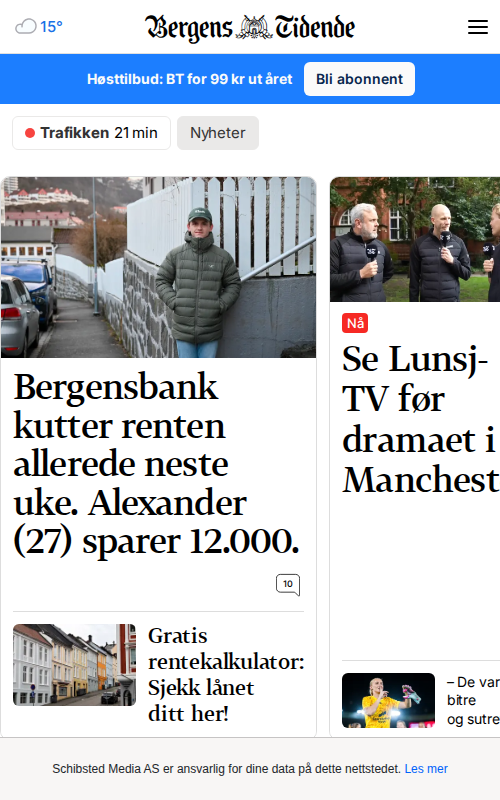 15°
Bergens Tidende
Høsttilbud: BT for 99 kr ut året
Bli abonnent
Trafikken 21 min
Nyheter
Bergensbank
kutter renten
allerede neste
uke. Alexander
(27) sparer 12.000.
10
Gratis
rentekalkulator:
Sjekk lånet
ditt her!
Nå
Se Lunsj-
TV før
dramaet i
Manchest
– De var
bitre
og sutre
Schibsted Media AS er ansvarlig for dine data på dette nettstedet. Les mer